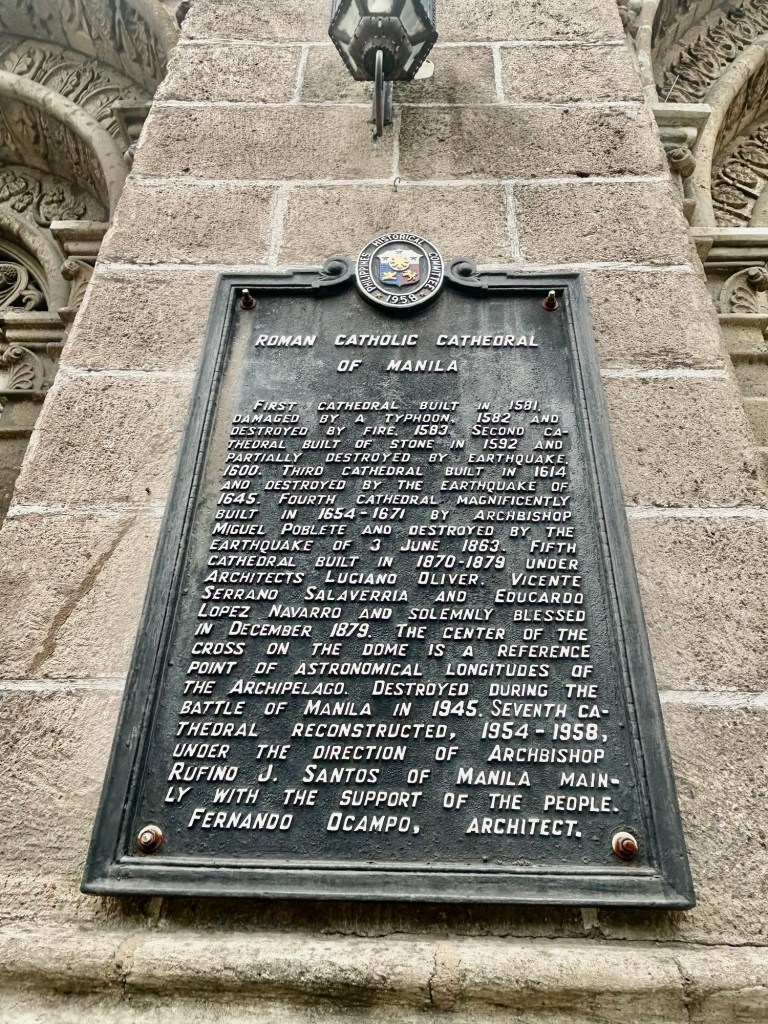 PHILIPPINES HISTORICAL COMMITTEE
1958
ROMAN CATHOLIC CATHEDRAL
OF MANILA
FIRST CATHEDRAL BUILT IN 1581,
DAMAGED BY A TYPHOON, 1582 AND
DESTROYED BY FIRE, 1583. SECOND CA-
THEDRAL BUILT OF STONE IN 1592 AND
PARTIALLY DESTROYED BY EARTHQUAKE,
1600. THIRD CATHEDRAL BUILT IN 1614
AND DESTROYED BY THE EARTHQUAKE OF
1645. FOURTH CATHEDRAL MAGNIFICENTLY
BUILT IN 1654-1671 BY ARCHBISHOP
MIGUEL POBLETE AND DESTROYED BY THE
EARTHQUAKE OF 3 JUNE 1863. FIFTH
CATHEDRAL BUILT IN 1870-1879 UNDER
ARCHITECTS LUCIANO OLIVER, VICENTE
SERRANO SALAVERRIA AND EDUCARDO
LOPEZ NAVARRO AND SOLEMNLY BLESSED
IN DECEMBER 1879. THE CENTER OF THE
CROSS ON THE DOME IS A REFERENCE
POINT OF ASTRONOMICAL LONGITUDES OF
THE ARCHIPELAGO. DESTROYED DURING THE
BATTLE OF MANILA IN 1945. SEVENTH CA-
THEDRAL RECONSTRUCTED, 1954-1958,
UNDER THE DIRECTION OF ARCHBISHOP
RUFINO J. SANTOS OF MANILA MAIN-
LY WITH THE SUPPORT OF THE PEOPLE.
FERNANDO OCAMPO, ARCHITECT.